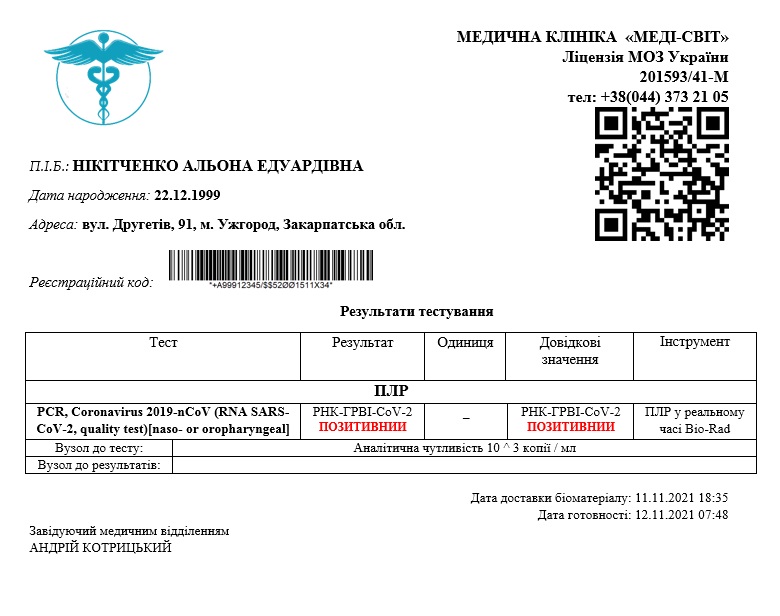 МЕДИЧНА КЛІНІКА «МЕДІ-СВІТ»
Ліцензія МОЗ України
201593/41-М
тел: +38(044) 373 21 05
П.І.Б.: НІКІТЧЕНКО АЛЬОНА ЕДУАРДІВНА
Дата народження: 22.12.1999
Адреса: вул. Другетів, 91, м. Ужгород, Закарпатська обл.
Реєстраційний код:
*+A99912345/$$52ØØ1511X34*
Результати тестування
Тест Результат Одиниця Довідкові значення Інструмент
ПЛР
PCR, Coronavirus 2019-nCoV (RNA SARS- РНК-ГРВІ-CoV-2 – РНК-ГРВІ-CoV-2 ПЛР у реальному
CoV-2, quality test)[naso- or oropharyngeal] ПОЗИТИВНИИ ПОЗИТИВНИИ часі Bio-Rad
Вузол до тесту: Аналітична чутливість 10 ^ 3 копії / мл
Вузол до результатів:
Дата доставки біоматеріалу: 11.11.2021 18:35
Дата готовності: 12.11.2021 07:48
Завідуючий медичним відділенням
АНДРІЙ КОТРИЦЬКИЙ